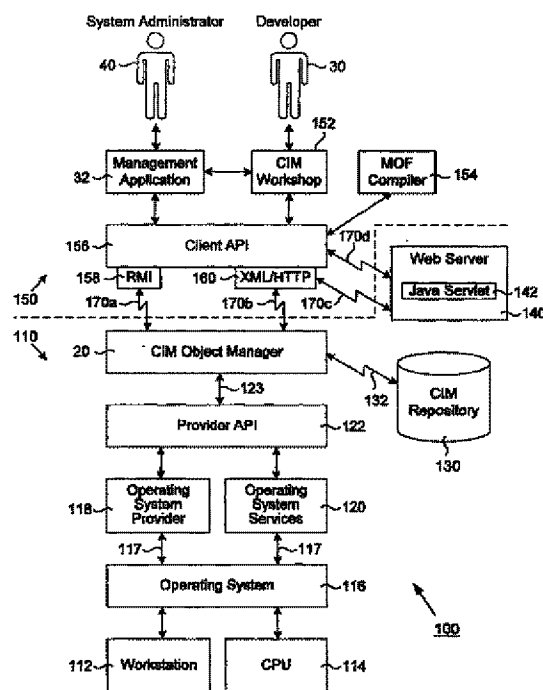 System Administrator
Developer
40
30
152
Management
Application
32
CIM
Workshop
MOF
Compiler
154
156
Client API
170d
158
RMI
160
XML/HTTP
Web Server
Java Servlet
142
140
150
170a
170b
170c
110
20
CIM Object Manager
123
132
CIM
Repository
130
Provider API
122
118
Operating
System
Provider
Operating
System
Services
120
117
117
Operating System
116
112
Workstation
CPU
114
100